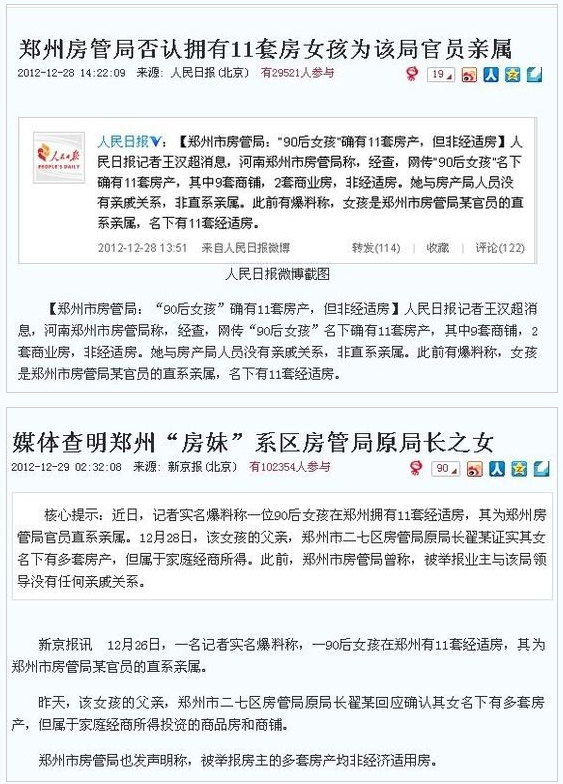 郑州房管局否认拥有11套房女孩为该局官员亲属
2012-12-28 14:22:09 来源: 人民日报(北京) 有29521人参与
19
人民日报
PEOPLE'S DAILY
人民日报V：【郑州市房管局："90后女孩"确有11套房产，但非经适房】人
民日报记者王汉超消息，河南郑州市房管局称，经查，网传"90后女孩"名下
确有11套房产，其中9套商铺，2套商业房，非经适房。她与房产局人员没
有亲戚关系，非直系亲属。此前有爆料称，女孩是郑州市房管局某官员的直
系亲属，名下有11套经适房。
2012-12-28 13:51 来自人民日报微博 转发(114) | 收藏 | 评论(122)
人民日报微博截图
【郑州市房管局：“90后女孩”确有11套房产，但非经适房】人民日报记者王汉超消
息，河南郑州市房管局称，经查，网传“90后女孩”名下确有11套房产，其中9套商铺，2
套商业房，非经适房。她与房产局人员没有亲戚关系，非直系亲属。此前有爆料称，女孩
是郑州市房管局某官员的直系亲属，名下有11套经适房。
媒体查明郑州“房妹”系区房管局原局长之女
2012-12-29 02:32:08 来源: 新京报(北京) 有102354人参与
90
核心提示：近日，记者实名爆料称一位90后女孩在郑州拥有11套经适房，其为郑州房
管局官员直系亲属。12月28日，该女孩的父亲，郑州市二七区房管局原局长翟某证实其女
名下有多套房产，但属于家庭经商所得。此前，郑州市房管局曾称，被举报业主与该局领
导没有任何亲戚关系。
新京报讯 12月26日，一名记者实名爆料称，一90后女孩在郑州有11套经适房，其为
郑州市房管局某官员的直系亲属。
昨天，该女孩的父亲，郑州市二七区房管局原局长翟某回应确认其女名下有多套房
产，但属于家庭经商所得投资的商品房和商铺。
郑州市房管局也发声明称，被举报房主的多套房产均非经济适用房。